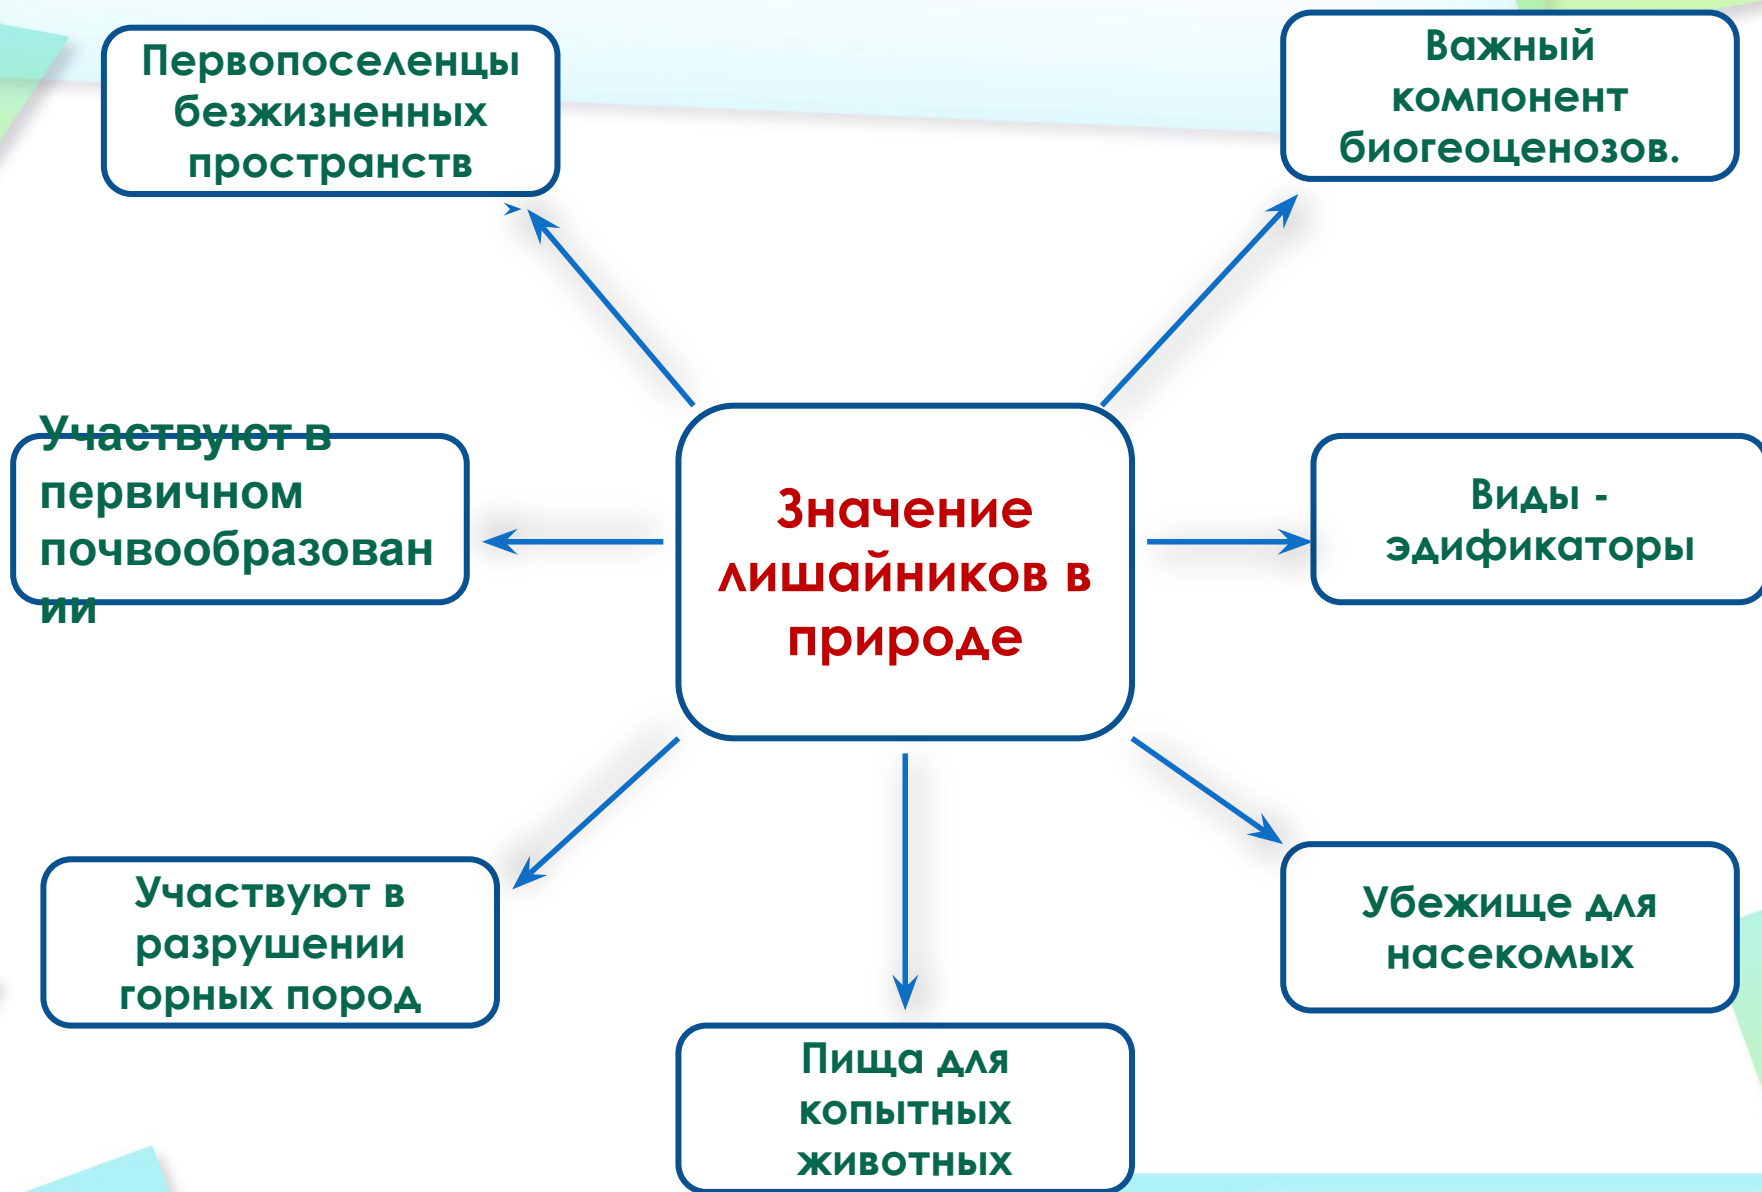 Первопоселенцы
безжизненных
пространств
Важный
компонент
биогеоценозов.
Участвуют в
первичном
почвообразован
ии
Значение
лишайников в
природе
Виды -
эдификаторы
Участвуют в
разрушении
горных пород
Убежище для
насекомых
Пища для
копытных
животных